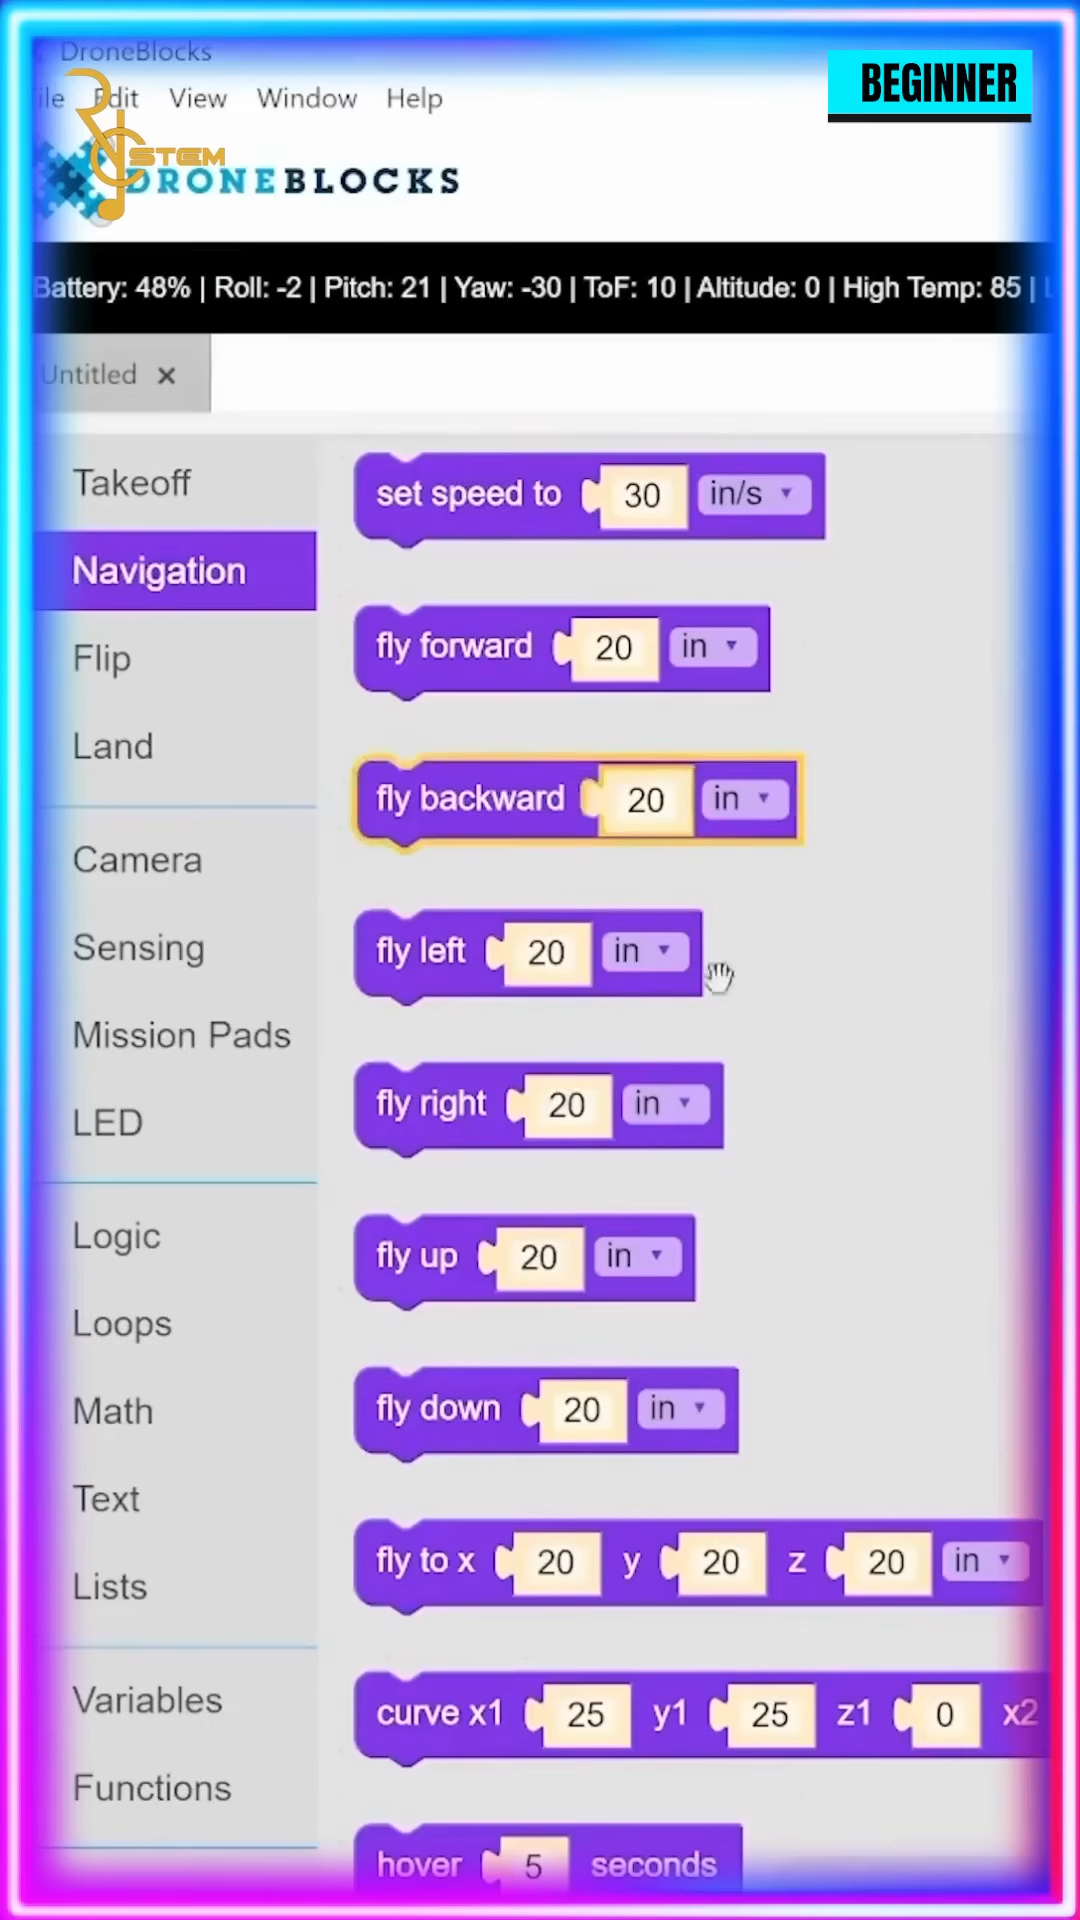 DroneBlocks
BEGINNER
ile Edit View Window Help
RNC STEM
DRONEBLOCKS
Battery: 48% | Roll: -2 | Pitch: 21 | Yaw: -30 | ToF: 10 | Altitude: 0 | High Temp: 85 |
Untitled ×
Takeoff
Navigation
Flip
Land
Camera
Sensing
Mission Pads
LED
Logic
Loops
Math
Text
Lists
Variables
Functions
set speed to 30 in/s
fly forward 20 in
fly backward 20 in
fly left 20 in
fly right 20 in
fly up 20 in
fly down 20 in
fly to x 20 y 20 z 20 in
curve x1 25 y1 25 z1 0 x2
hover 5 seconds